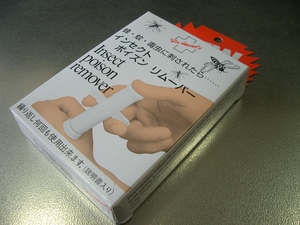 蜂・蚊・毒虫に刺されたら……
インセクト
ポイズン リムーバー
Insect
poison
remover
繰り返し何回も使用出来ます。(説明書入り)